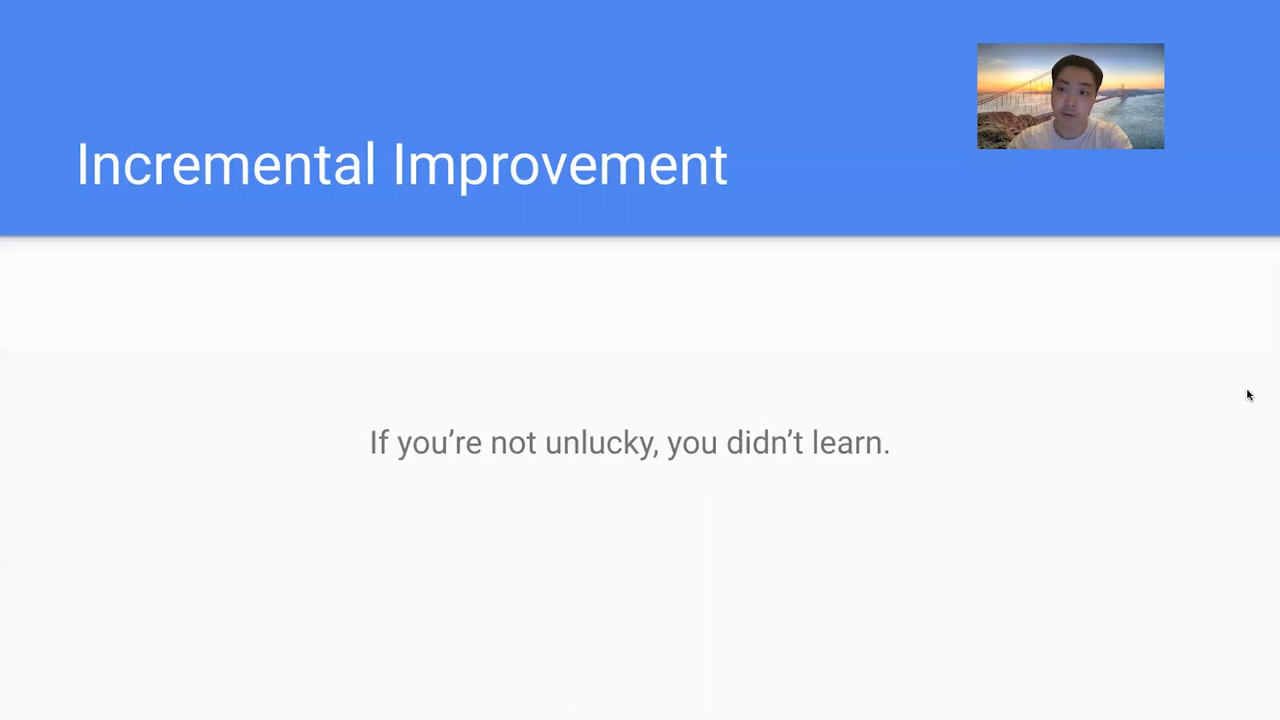 Incremental Improvement
If you’re not unlucky, you didn’t learn.